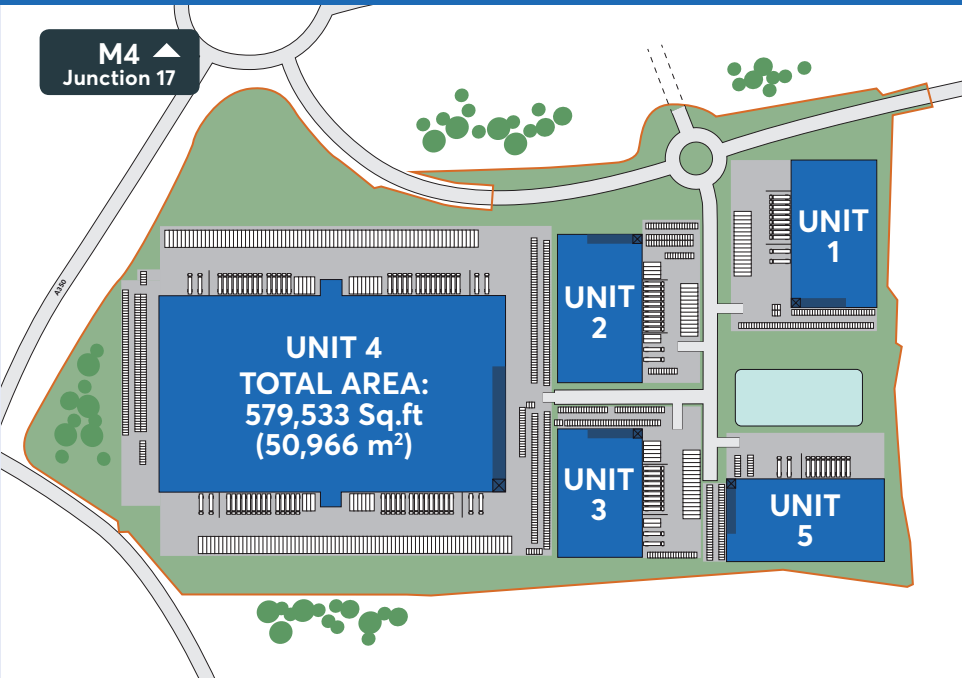 M4
Junction 17
A350
UNIT
1
UNIT
2
UNIT 4
TOTAL AREA:
579,533 Sq.ft
(50,966 m²)
UNIT
3
UNIT
5